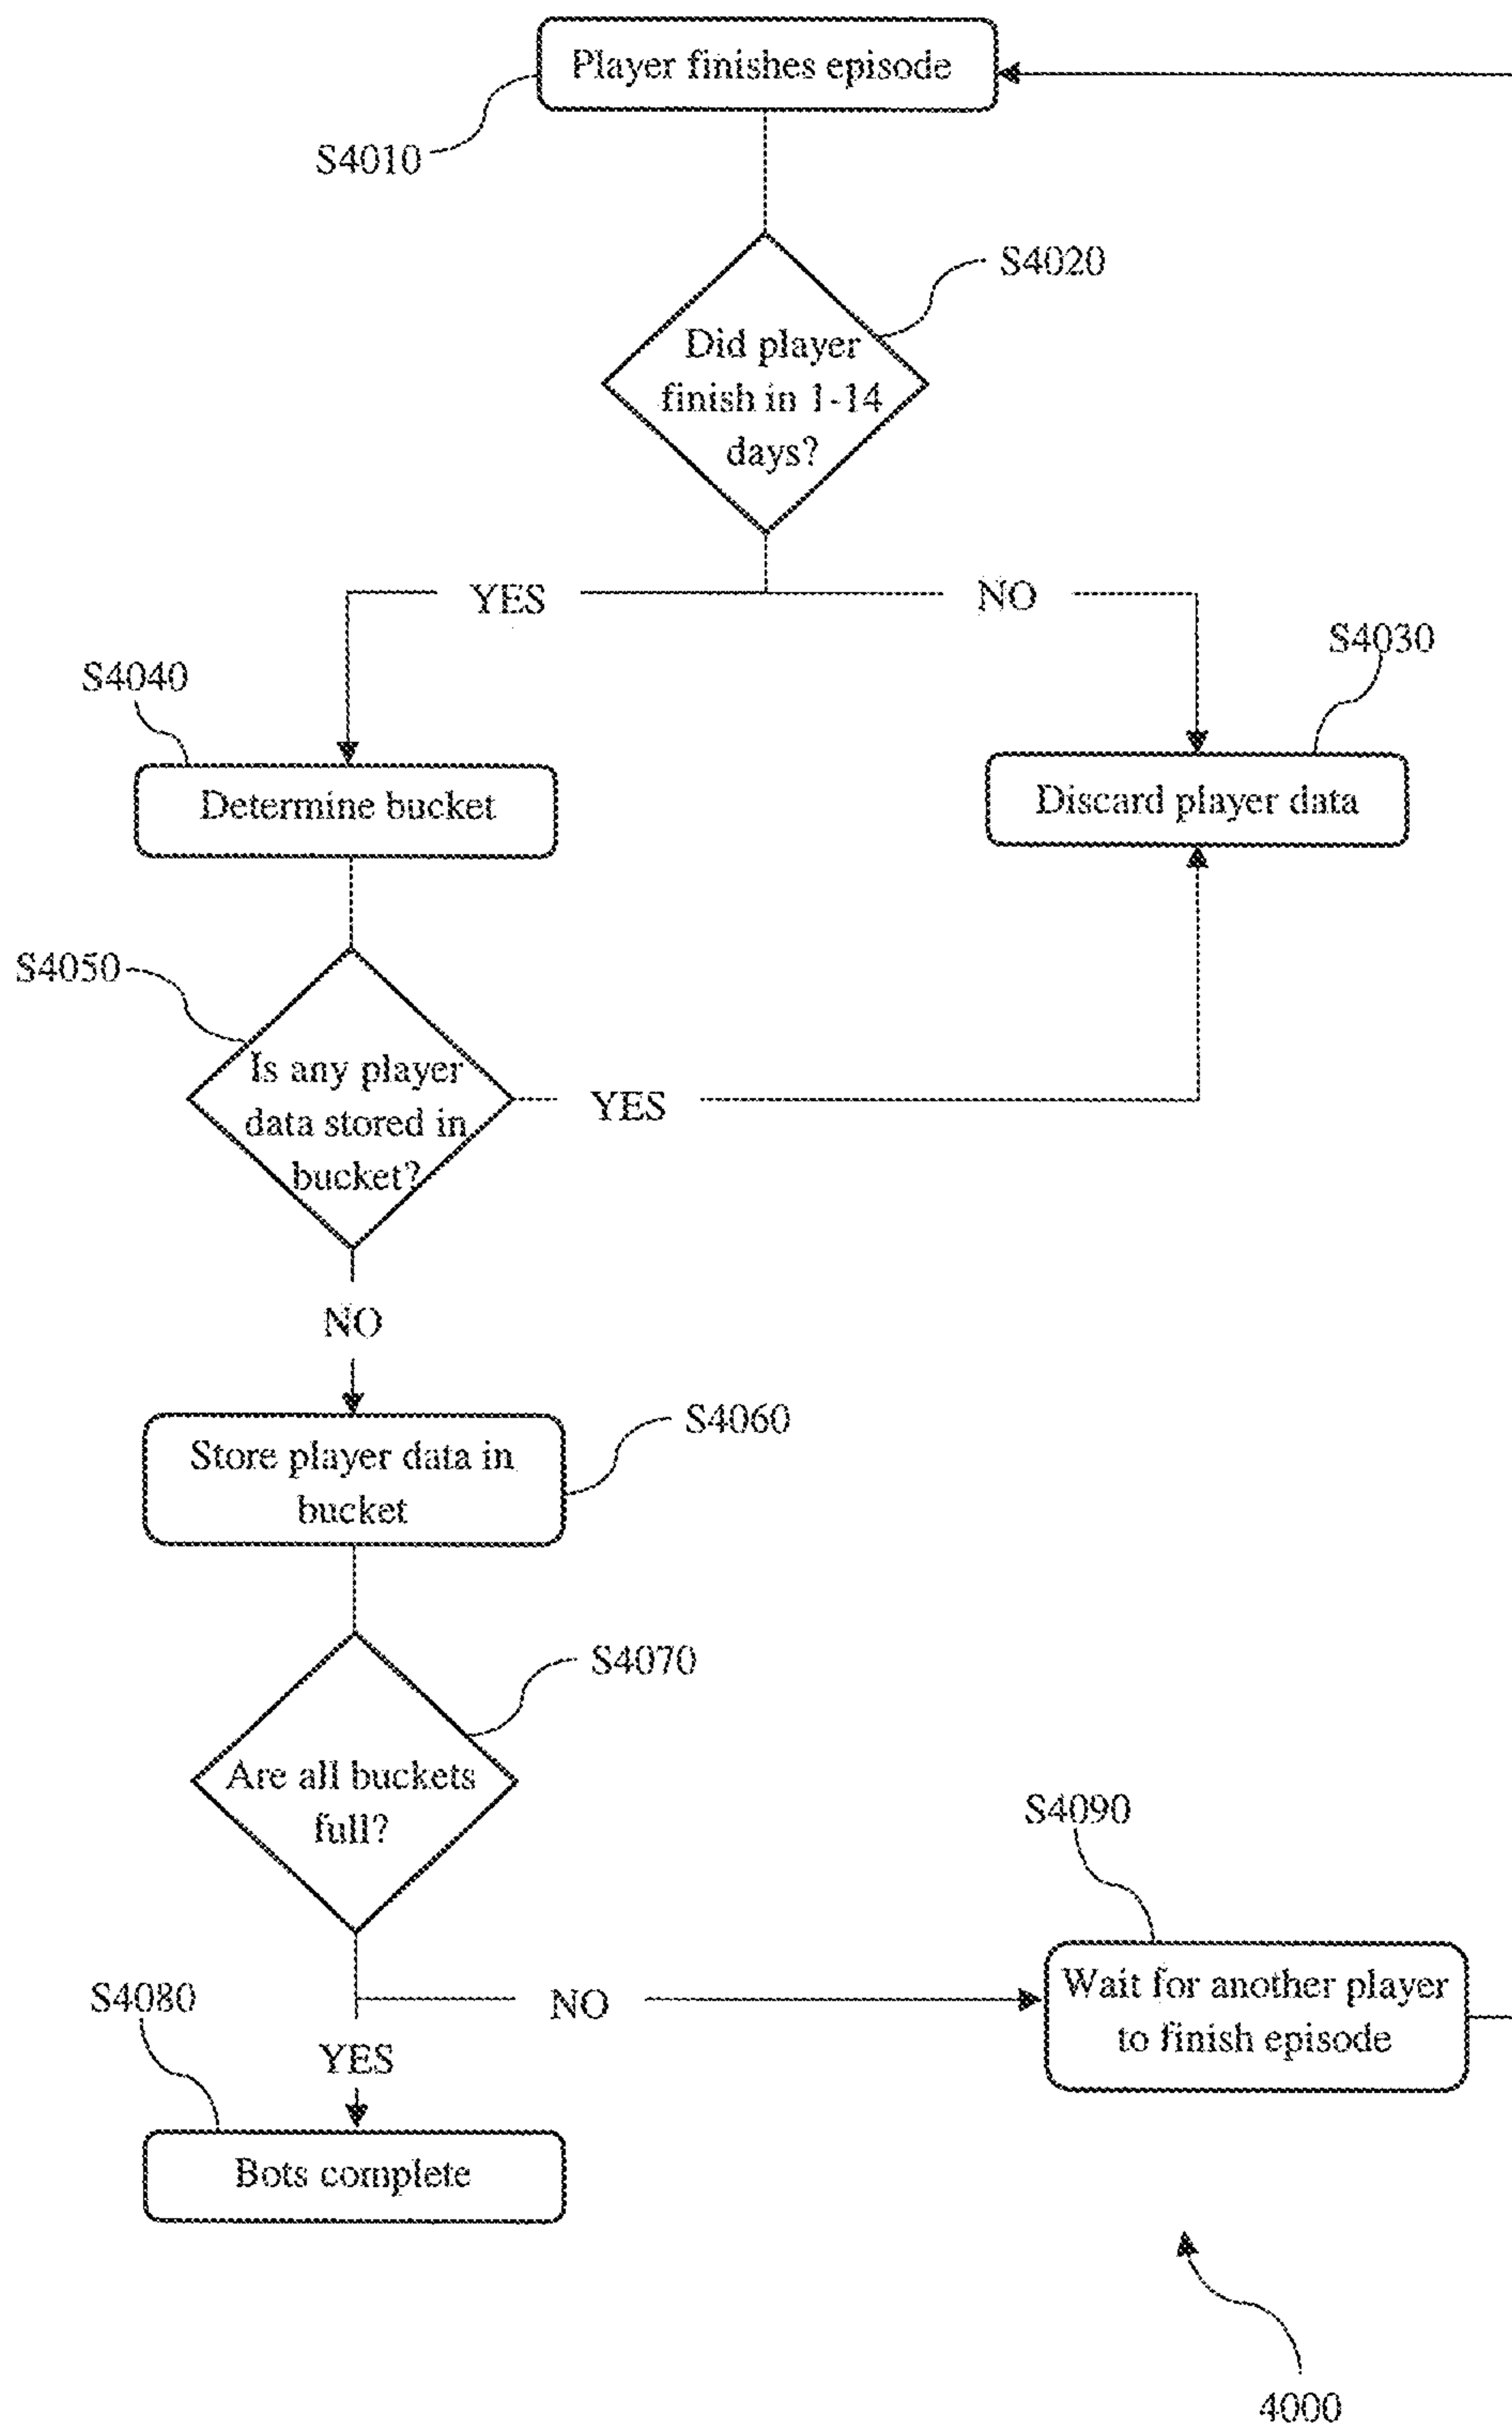 Player finishes episode
S4010
S4020
Did player
finish in 1-14
days?
YES
NO
S4030
S4040
Determine bucket
Discard player data
S4050
Is any player
data stored in
bucket?
YES
NO
S4060
Store player data in
bucket
S4070
Are all buckets
full?
S4090
Wait for another player
to finish episode
S4080
NO
YES
Bots complete
4000